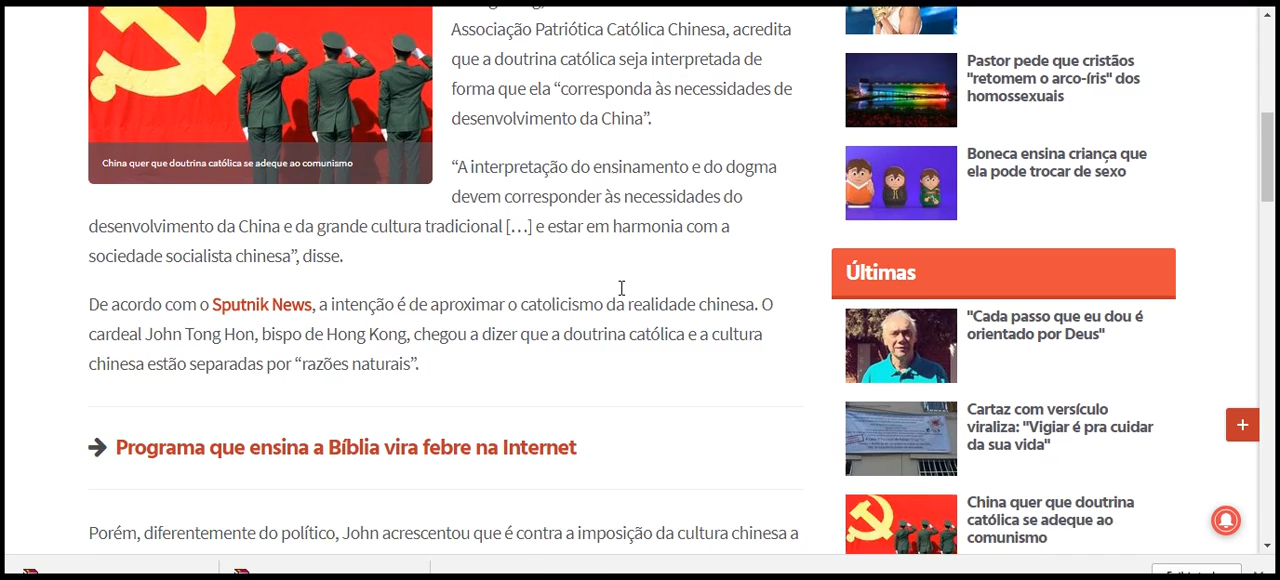 Associação Patriótica Católica Chinesa, acredita
que a doutrina católica seja interpretada de
forma que ela “corresponda às necessidades de
desenvolvimento da China”.
China quer que doutrina católica se adeque ao comunismo
“A interpretação do ensinamento e do dogma
devem corresponder às necessidades do
desenvolvimento da China e da grande cultura tradicional […] e estar em harmonia com a
sociedade socialista chinesa”, disse.
De acordo com o Sputnik News, a intenção é de aproximar o catolicismo da realidade chinesa. O
cardeal John Tong Hon, bispo de Hong Kong, chegou a dizer que a doutrina católica e a cultura
chinesa estão separadas por “razões naturais”.
Programa que ensina a Bíblia vira febre na Internet
Porém, diferentemente do político, John acrescentou que é contra a imposição da cultura chinesa a
Pastor pede que cristãos
"retomem o arco-íris" dos
homossexuais
Boneca ensina criança que
ela pode trocar de sexo
Últimas
"Cada passo que eu dou é
orientado por Deus"
Cartaz com versículo
viraliza: "Vigiar é pra cuidar
da sua vida"
China quer que doutrina
católica se adeque ao
comunismo
+